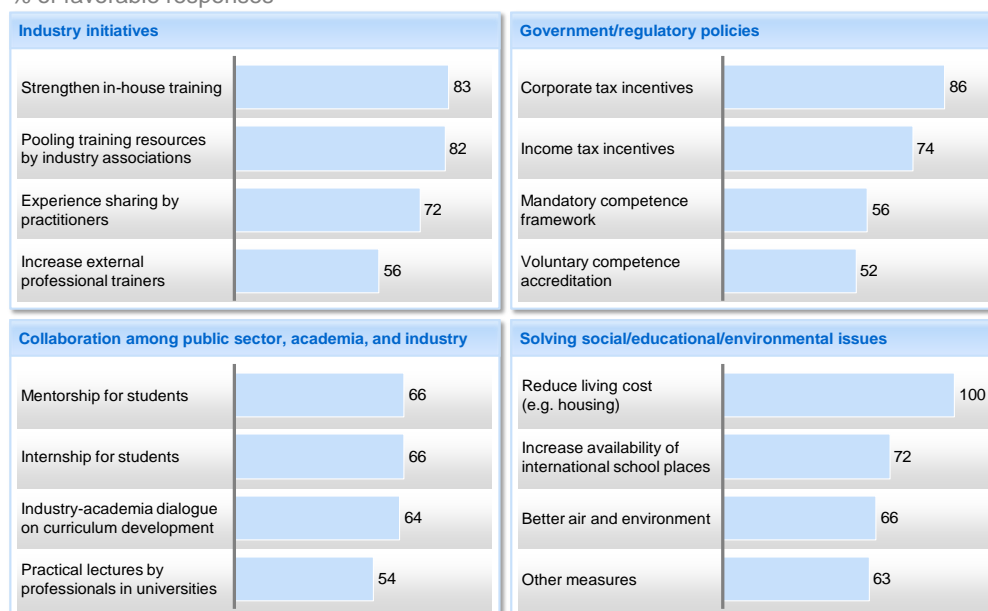 % of favorable responses
Industry initiatives
Strengthen in-house training
83
Pooling training resources
by industry associations
82
Experience sharing by
practitioners
72
Increase external
professional trainers
56
Government/regulatory policies
Corporate tax incentives
86
Income tax incentives
74
Mandatory competence
framework
56
Voluntary competence
accreditation
52
Collaboration among public sector, academia, and industry
Mentorship for students
66
Internship for students
66
Industry-academia dialogue
on curriculum development
64
Practical lectures by
professionals in universities
54
Solving social/educational/environmental issues
Reduce living cost
(e.g. housing)
100
Increase availability of
international school places
72
Better air and environment
66
Other measures
63